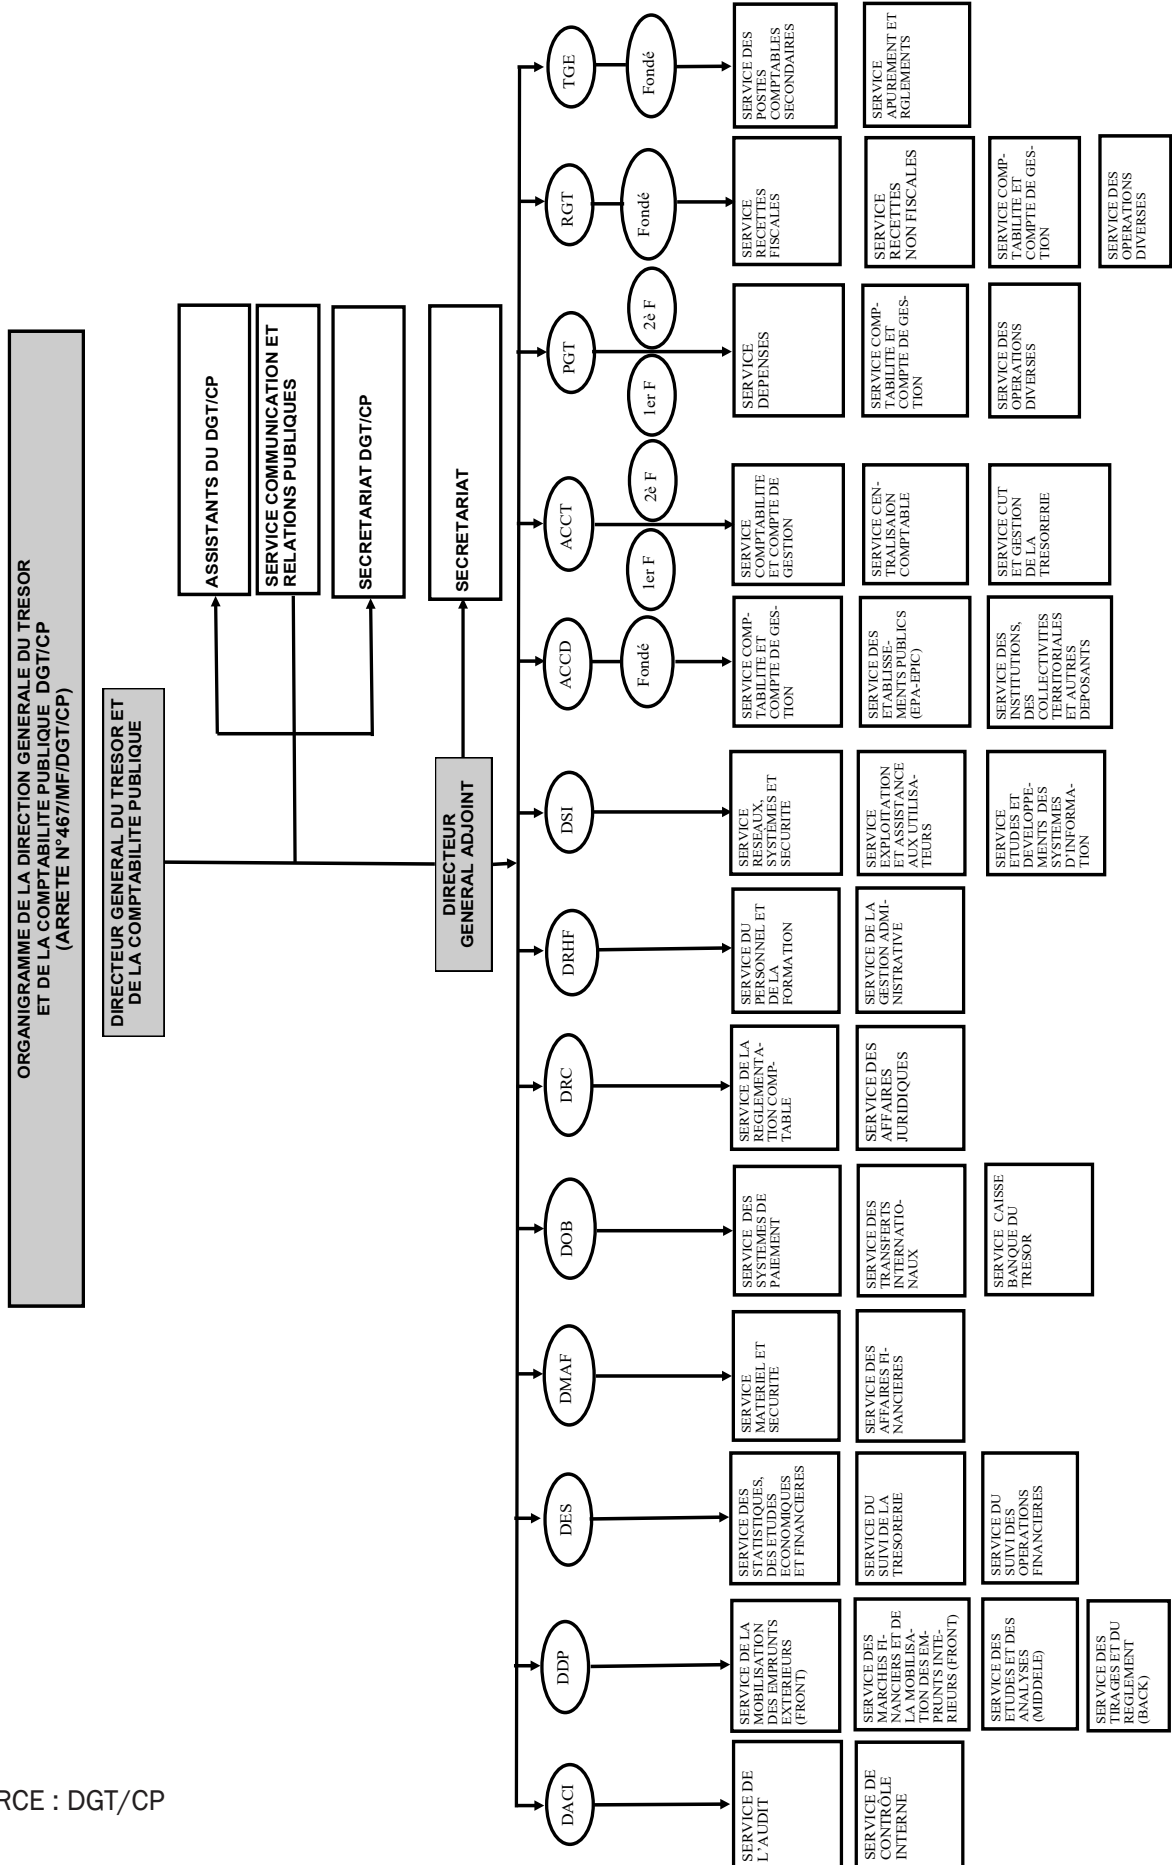 ORGANIGRAMME DE LA DIRECTION GENERALE DU TRESOR
ET DE LA COMPTABILITE PUBLIQUE DGT/CP
(ARRETE N°467/MF/DGT/CP)
DIRECTEUR GENERAL DU TRESOR ET
DE LA COMPTABILITE PUBLIQUE
ASSISTANTS DU DGT/CP
SERVICE COMMUNICATION ET
RELATIONS PUBLIQUES
SECRETARIAT DGT/CP
DIRECTEUR
GENERAL ADJOINT
SECRETARIAT
DACI
SERVICE DE
L'AUDIT
SERVICE DE
CONTRÔLE
INTERNE
DDP
SERVICE DE LA
MOBILISATION
DES EMPRUNTS
EXTERIEURS
(FRONT)
SERVICE DES
MARCHES FI-
NANCIERS ET DE
LA MOBILISA-
TION DES EM-
PRUNTS INTE-
RIEURS (FRONT)
SERVICE DES
ETUDES ET DES
ANALYSES
(MIDDELE)
SERVICE DES
TIRAGES ET DU
REGLEMENT
(BACK)
DES
SERVICE DES
STATISTIQUES,
DES ETUDES
ECONOMIQUES
ET FINANCIERES
SERVICE DU
SUIVI DE LA
TRESORERIE
SERVICE DU
SUIVI DES
OPERATIONS
FINANCIERES
DMAF
SERVICE
MATERIEL ET
SECURITE
SERVICE DES
AFFAIRES FI-
NANCIERES
DOB
SERVICE DES
SYSTEMES DE
PAIEMENT
SERVICE DES
TRANSFERTS
INTERNATIO-
NAUX
SERVICE CAISSE
BANQUE DU
TRESOR
DRC
SERVICE DE LA
REGLEMENTA-
TION COMP-
TABLE
SERVICE DES
AFFAIRES
JURIDIQUES
DRHF
SERVICE DU
PERSONNEL ET
DE LA
FORMATION
SERVICE DE LA
GESTION ADMI-
NISTRATIVE
DSI
SERVICE
RESEAUX,
SYSTÈMES ET
SECURITE
SERVICE
EXPLOITATION
ET ASSISTANCE
AUX UTILISA-
TEURS
SERVICE
ETUDES ET
DEVELOPPE-
MENTS DES
SYSTEMES
D'INFORMA-
TION
ACCD
Fondé
SERVICE COMP-
TABILITE ET
COMPTE DE GES-
TION
SERVICE DES
ETABLISSE-
MENTS PUBLICS
(EPA-EPIC)
SERVICE DES
INSTITUTIONS,
DES
COLLECTIVITES
TERRITORIALES
ET AUTRES
DEPOSANTS
ACCT
1er F
2è F
SERVICE
COMPTABILITE
ET COMPTE DE
GESTION
SERVICE CEN-
TRALISAION
COMPTABLE
SERVICE CUT
ET GESTION
DE LA
TRESORERIE
PGT
1er F
2è F
SERVICE
DEPENSES
SERVICE COMP-
TABILITE ET
COMPTE DE GES-
TION
SERVICE DES
OPERATIONS
DIVERSES
RGT
Fondé
SERVICE
RECETTES
FISCALES
SERVICE
RECETTES
NON FISCALES
SERVICE COMP-
TABILITE ET
COMPTE DE GES-
TION
SERVICE DES
OPERATIONS
DIVERSES
TGE
Fondé
SERVICE DES
POSTES
COMPTABLES
SECONDAIRES
SERVICE
APUREMENT ET
RGLEMENTS
RCE : DGT/CP